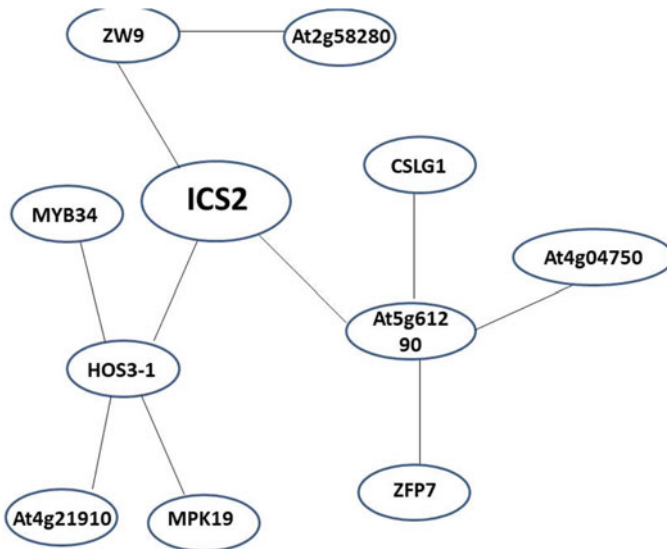 ZW9
At2g58280
CSLG1
ICS2
MYB34
At4g04750
At5g612
90
HOS3-1
ZFP7
At4g21910
MPK19